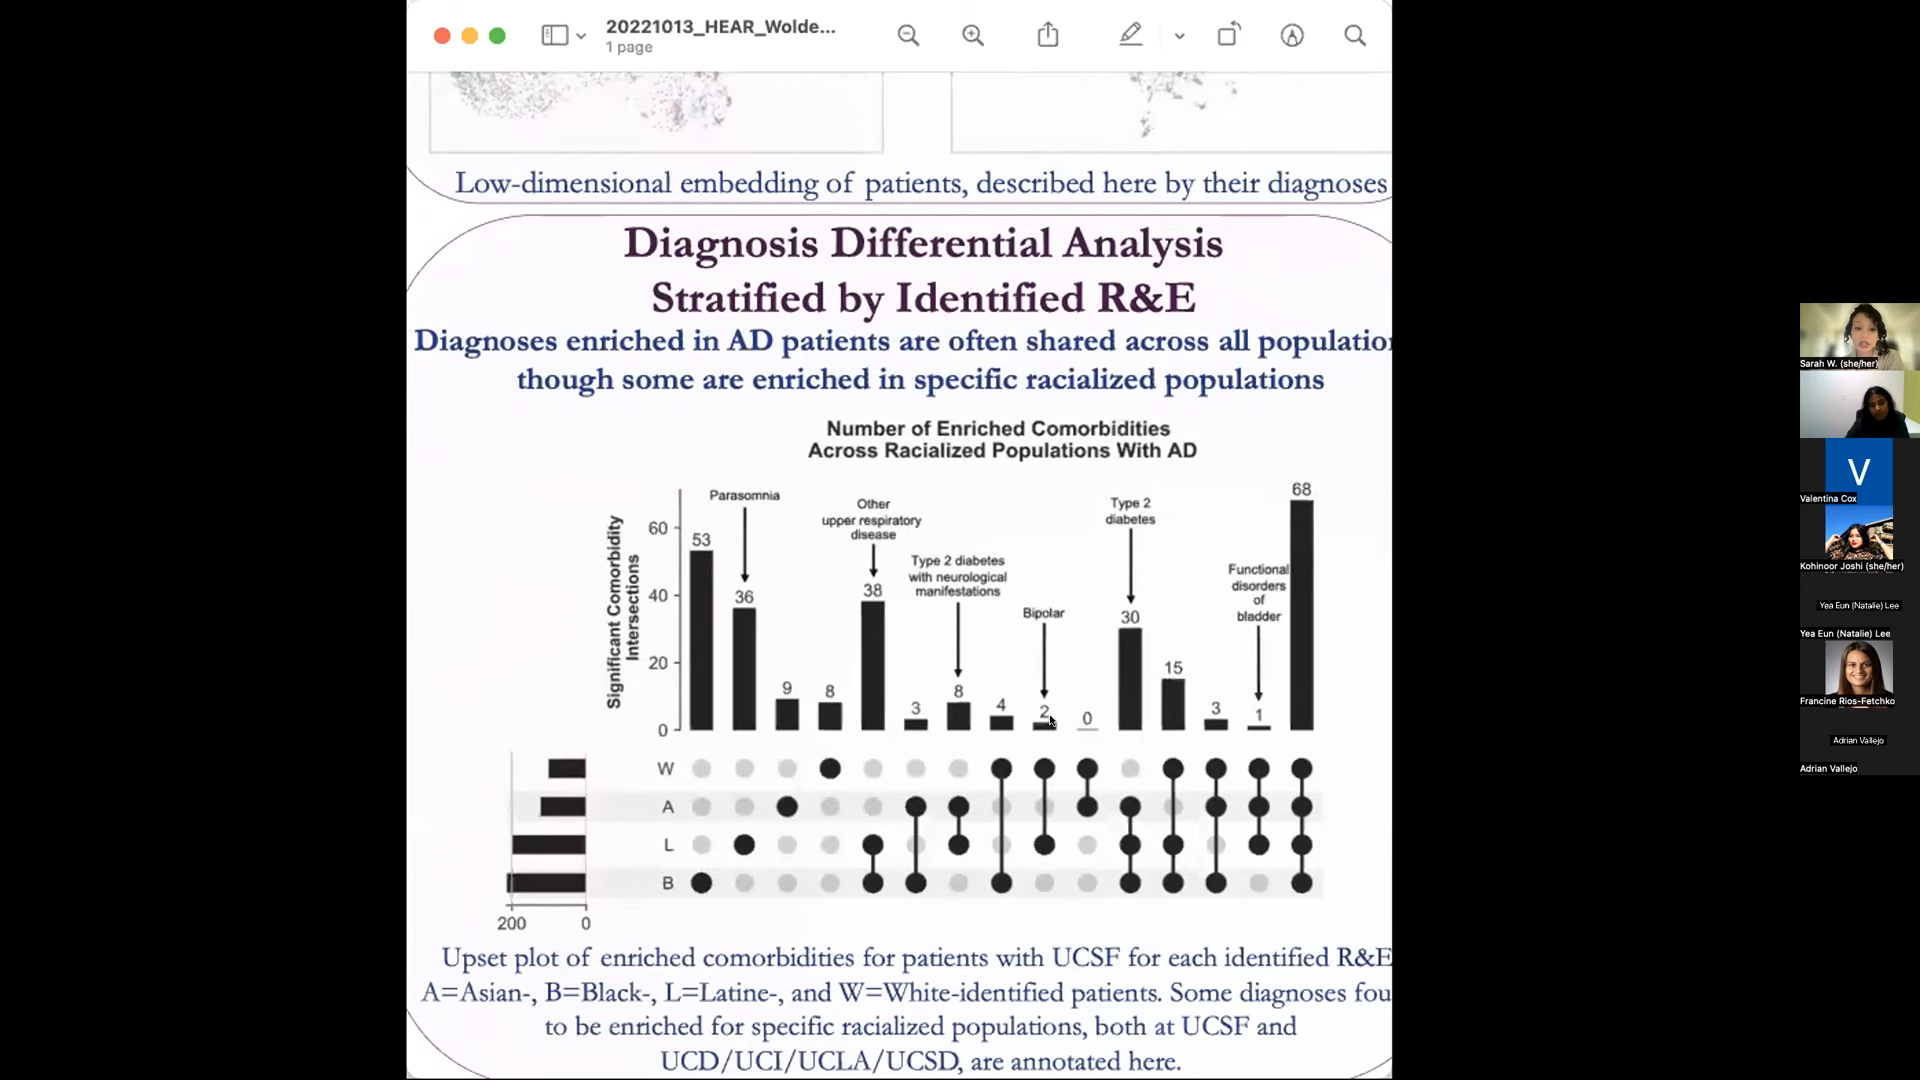 20221013_HEAR_Wolde...
1 page
Low-dimensional embedding of patients, described here by their diagnoses
Diagnosis Differential Analysis
Stratified by Identified R&E
Diagnoses enriched in AD patients are often shared across all population
though some are enriched in specific racialized populations
Number of Enriched Comorbidities
Across Racialized Populations With AD
Significant Comorbidity
Intersections
60
40
20
0
Parasomnia
Other
upper respiratory
disease
Type 2 diabetes
with neurological
manifestations
Bipolar
Type 2
diabetes
Functional
disorders
of
bladder
53
36
9
8
38
3
8
4
2
0
30
15
3
1
68
W
A
L
B
200
0
Upset plot of enriched comorbidities for patients with UCSF for each identified R&E
A=Asian-, B=Black-, L=Latine-, and W=White-identified patients. Some diagnoses fou
to be enriched for specific racialized populations, both at UCSF and
UCD/UCI/UCLA/UCSD, are annotated here.
Sarah W. (she/her)
V
Valentina Cox
Kohinoor Joshi (she/her)
Yea Eun (Natalie) Lee
Yea Eun (Natalie) Lee
Francine Rios-Fetchko
Adrian Vallejo
Adrian Vallejo